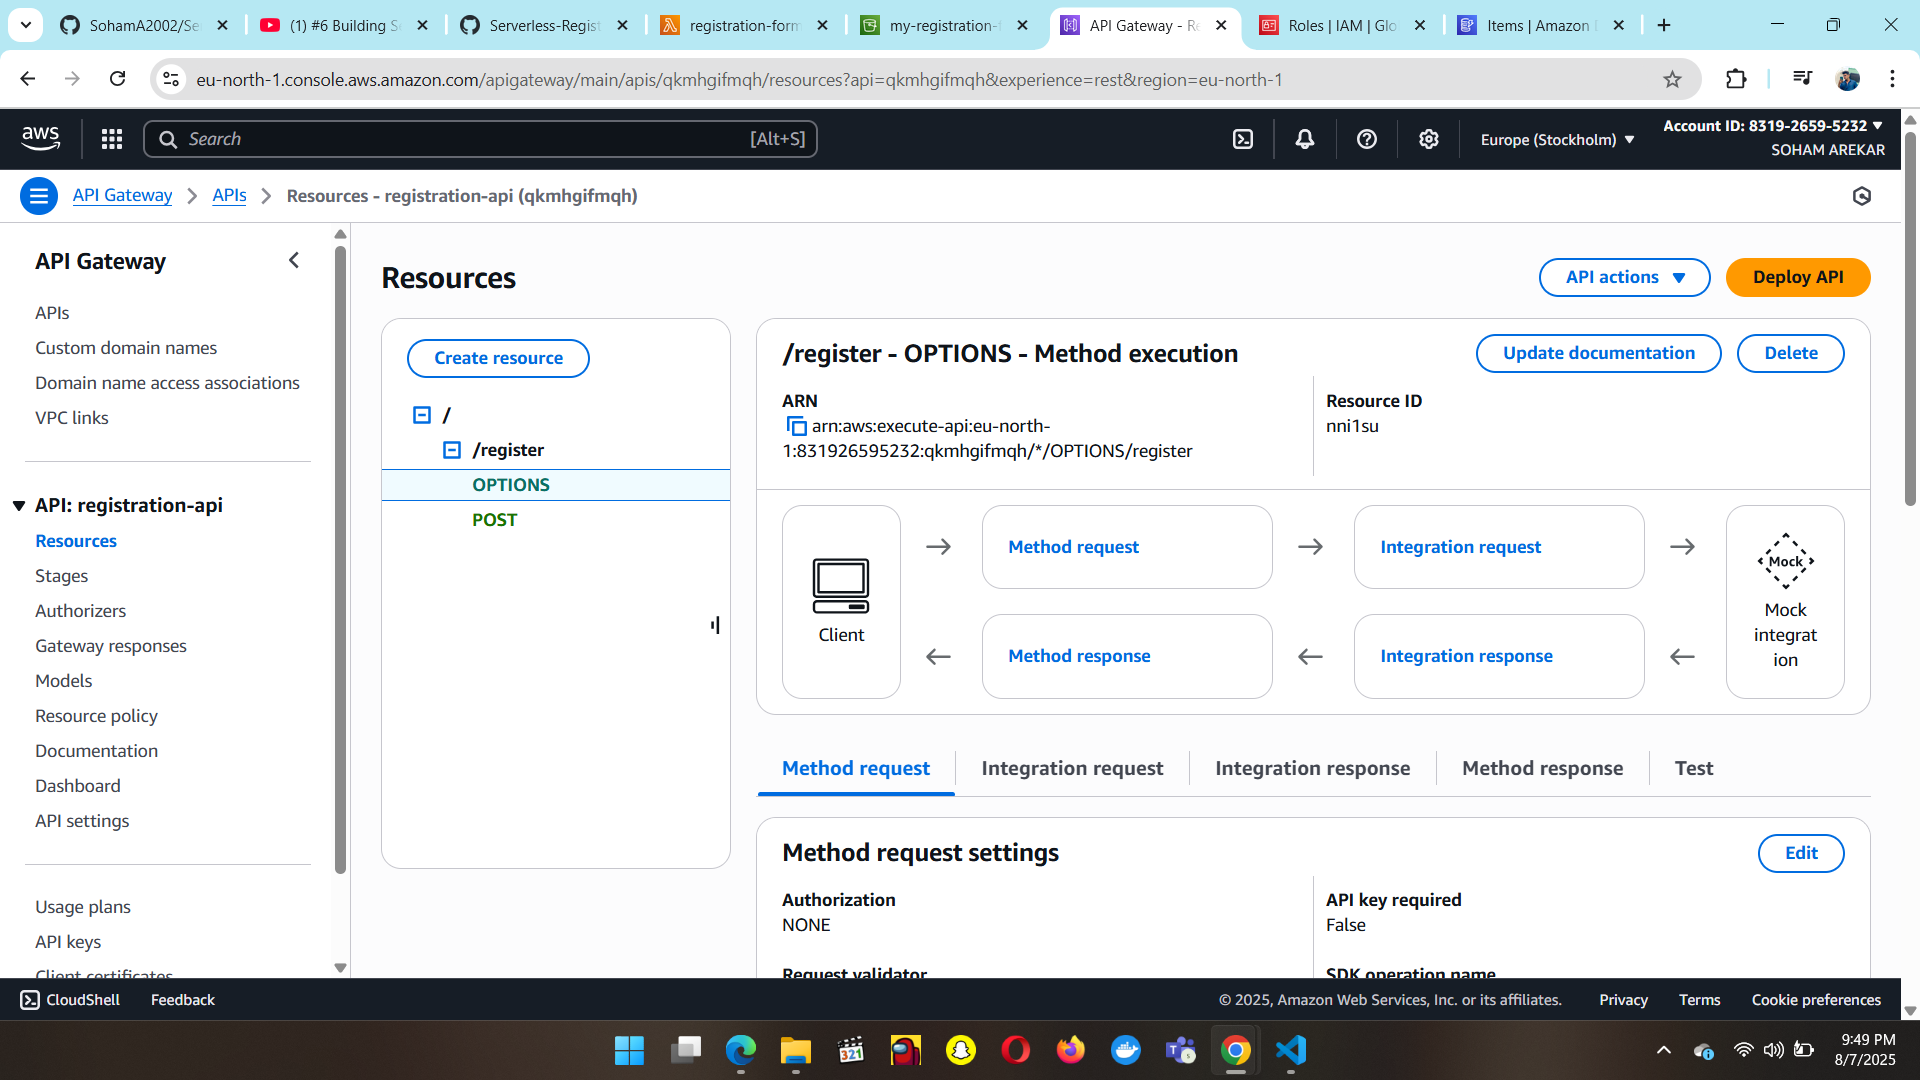 SohamA2002/Se
(1) #6 Building Se
Serverless-Regist
registration-form
my-registration-f
API Gateway - Re
Roles | IAM | Glo
Items | Amazon
eu-north-1.console.aws.amazon.com/apigateway/main/apis/qkmhgifmqh/resources?api=qkmhgifmqh&experience=rest&region=eu-north-1
aws
Search
[Alt+S]
Europe (Stockholm)
Account ID: 8319-2659-5232
SOHAM AREKAR
API Gateway
APIs
Resources - registration-api (qkmhgifmqh)
API Gateway
APIs
Custom domain names
Domain name access associations
VPC links
API: registration-api
Resources
Stages
Authorizers
Gateway responses
Models
Resource policy
Documentation
Dashboard
API settings
Usage plans
API keys
Client certificates
Resources
API actions
Deploy API
Create resource
/
/register
OPTIONS
POST
/register - OPTIONS - Method execution
Update documentation
Delete
ARN
arn:aws:execute-api:eu-north-
1:831926595232:qkmhgifmqh/*/OPTIONS/register
Resource ID
nni1su
Client
Method request
Integration request
Method response
Integration response
Mock
Mock
integrat
ion
Method request
Integration request
Integration response
Method response
Test
Method request settings
Edit
Authorization
NONE
API key required
False
Request validator
SDK operation name
CloudShell
Feedback
© 2025, Amazon Web Services, Inc. or its affiliates.
Privacy
Terms
Cookie preferences
321
9:49 PM
8/7/2025